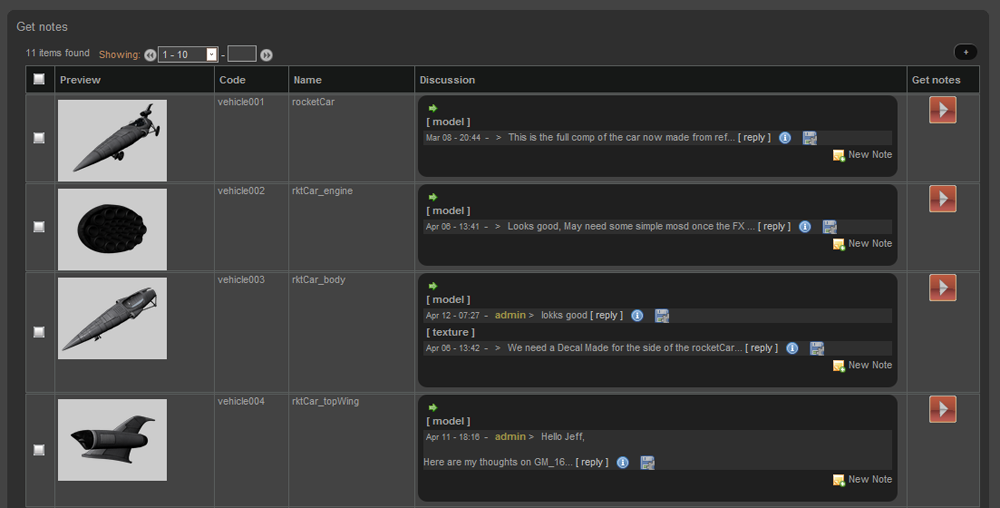 Get notes
11 items found Showing: 1 - 10 -
+
Preview Code Name Discussion Get notes
vehicle001 rocketCar
[ model ]
Mar 08 - 20:44 - > This is the full comp of the car now made from ref... [ reply ]
New Note
vehicle002 rktCar_engine
[ model ]
Apr 06 - 13:41 - > Looks good, May need some simple mosd once the FX ... [ reply ]
New Note
vehicle003 rktCar_body
[ model ]
Apr 12 - 07:27 - admin > lokks good [ reply ]
[ texture ]
Apr 06 - 13:42 - > We need a Decal Made for the side of the rocketCar... [ reply ]
New Note
vehicle004 rktCar_topWing
[ model ]
Apr 11 - 18:16 - admin > Hello Jeff,
Here are my thoughts on GM_16... [ reply ]
New Note